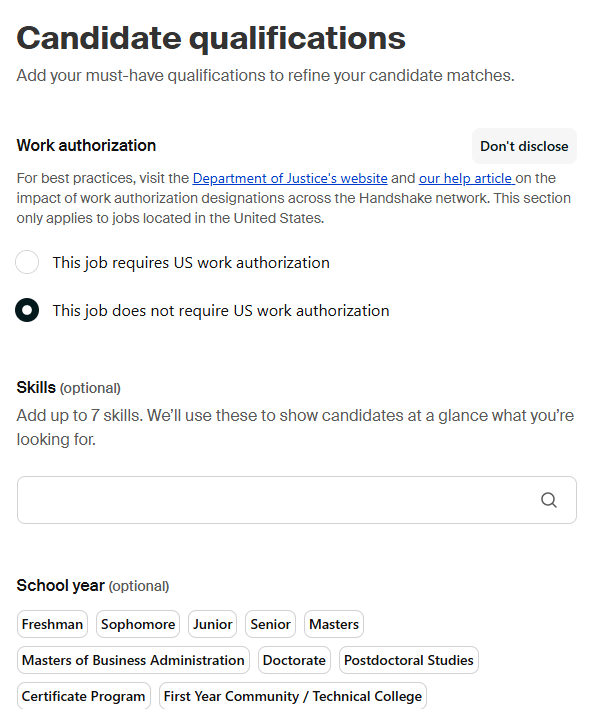 Candidate qualifications
Add your must-have qualifications to refine your candidate matches.
Work authorization
Don't disclose
For best practices, visit the Department of Justice's website and our help article on the
impact of work authorization designations across the Handshake network. This section
only applies to jobs located in the United States.
This job requires US work authorization
This job does not require US work authorization
Skills (optional)
Add up to 7 skills. We’ll use these to show candidates at a glance what you’re
looking for.
School year (optional)
Freshman Sophomore Junior Senior Masters
Masters of Business Administration Doctorate Postdoctoral Studies
Certificate Program First Year Community / Technical College